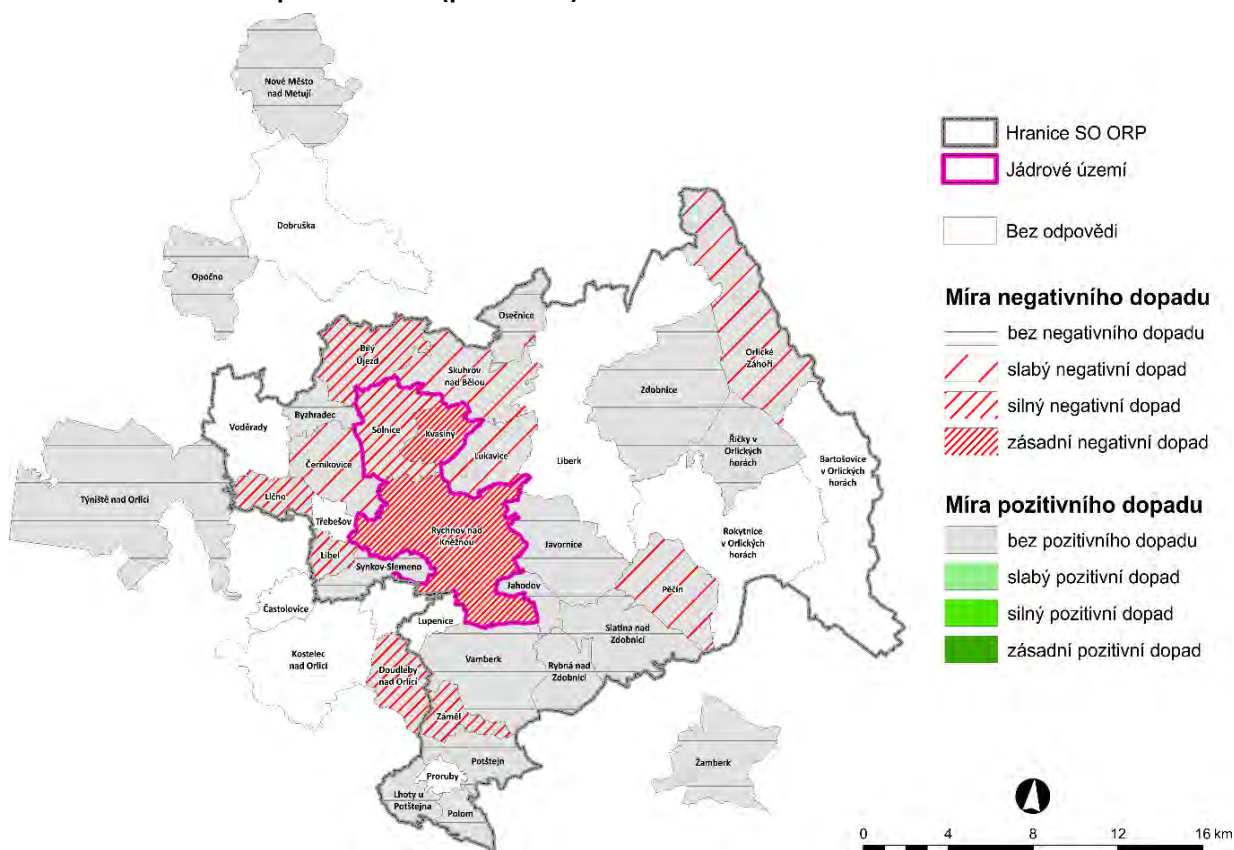 Nové Město
nad Metují
Dobruška
Opočno
Osečnice
Bílý
Újezd
Skuhrov
nad Bělou
Orlické
Záhoří
Zdobnice
Byzhradec
Voděrady
Solnice
Kvasiny
Říčky v
Orlických
horách
Bartošovice
v Orlických
horách
Lukavice
Liberk
Černíkovice
Týniště nad Orlicí
Lično
Třebešov
Rychnov nad
Kněžnou
Rokytnice
v Orlických
horách
Javornice
Libel
Synkov-Slemeno
Jahodov
Pěčín
Častolovice
Lupenice
Slatina nad
Zdobnicí
Kostelec
nad Orlicí
Vamberk
Rybná nad
Zdobnicí
Doudleby
nad Orlicí
Záměl
Potštejn
Žamberk
Proruby
Lhoty u
Potštejna
Polom
Hranice SO ORP
Jádrové území
Bez odpovědi
Míra negativního dopadu
bez negativního dopadu
slabý negativní dopad
silný negativní dopad
zásadní negativní dopad
Míra pozitivního dopadu
bez pozitivního dopadu
slabý pozitivní dopad
silný pozitivní dopad
zásadní pozitivní dopad
0 4 8 12 16 km